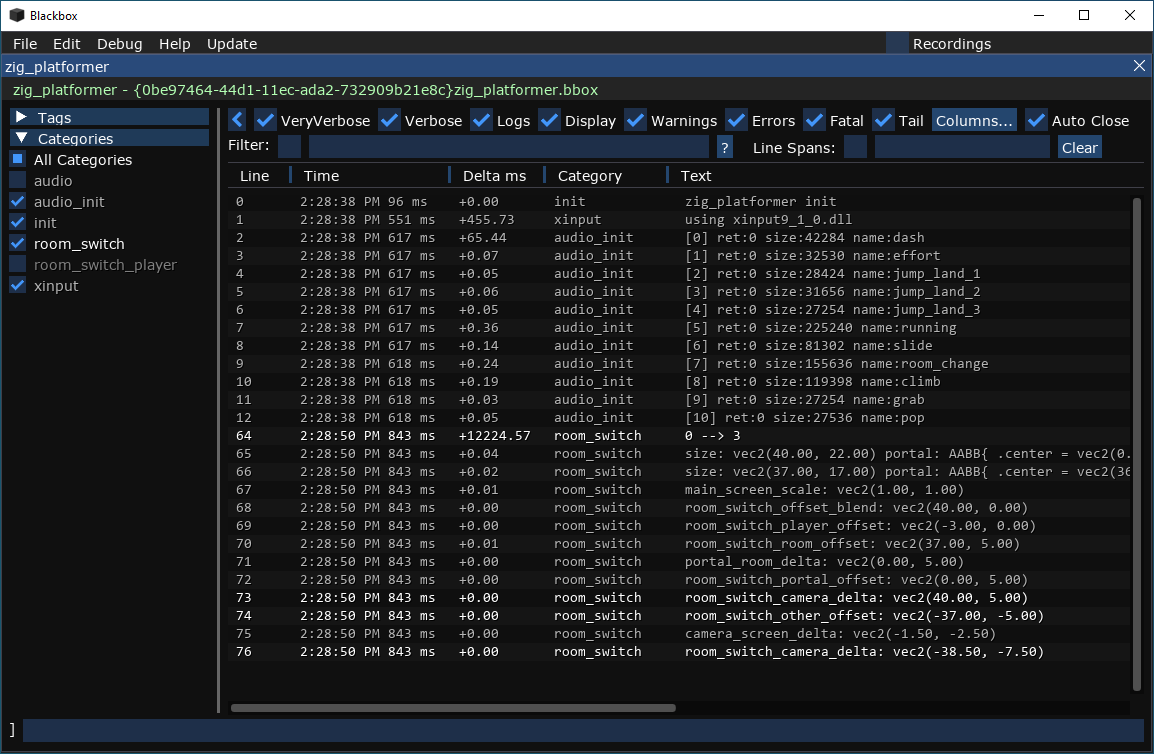 Blackbox
File Edit Debug Help Update Recordings
zig_platformer
zig_platformer - {0be97464-44d1-11ec-ada2-732909b21e8c}zig_platformer.bbox
Tags
Categories
All Categories
audio
audio_init
init
room_switch
room_switch_player
xinput
VeryVerbose Verbose Logs Display Warnings Errors Fatal Tail Columns... Auto Close
Filter: ? Line Spans: Clear
Line Time Delta ms Category Text
0 2:28:38 PM 96 ms +0.00 init zig_platformer init
1 2:28:38 PM 551 ms +455.73 xinput using xinput9_1_0.dll
2 2:28:38 PM 617 ms +65.44 audio_init [0] ret:0 size:42284 name:dash
3 2:28:38 PM 617 ms +0.07 audio_init [1] ret:0 size:32530 name:effort
4 2:28:38 PM 617 ms +0.05 audio_init [2] ret:0 size:28424 name:jump_land_1
5 2:28:38 PM 617 ms +0.06 audio_init [3] ret:0 size:31656 name:jump_land_2
6 2:28:38 PM 617 ms +0.05 audio_init [4] ret:0 size:27254 name:jump_land_3
7 2:28:38 PM 617 ms +0.36 audio_init [5] ret:0 size:225240 name:running
8 2:28:38 PM 617 ms +0.14 audio_init [6] ret:0 size:81302 name:slide
9 2:28:38 PM 618 ms +0.24 audio_init [7] ret:0 size:155636 name:room_change
10 2:28:38 PM 618 ms +0.19 audio_init [8] ret:0 size:119398 name:climb
11 2:28:38 PM 618 ms +0.03 audio_init [9] ret:0 size:27254 name:grab
12 2:28:38 PM 618 ms +0.05 audio_init [10] ret:0 size:27536 name:pop
64 2:28:50 PM 843 ms +12224.57 room_switch 0 --> 3
65 2:28:50 PM 843 ms +0.04 room_switch size: vec2(40.00, 22.00) portal: AABB{ .center = vec2(0.
66 2:28:50 PM 843 ms +0.02 room_switch size: vec2(37.00, 17.00) portal: AABB{ .center = vec2(36
67 2:28:50 PM 843 ms +0.01 room_switch main_screen_scale: vec2(1.00, 1.00)
68 2:28:50 PM 843 ms +0.00 room_switch room_switch_offset_blend: vec2(40.00, 0.00)
69 2:28:50 PM 843 ms +0.00 room_switch room_switch_player_offset: vec2(-3.00, 0.00)
70 2:28:50 PM 843 ms +0.01 room_switch room_switch_room_offset: vec2(37.00, 5.00)
71 2:28:50 PM 843 ms +0.00 room_switch portal_room_delta: vec2(0.00, 5.00)
72 2:28:50 PM 843 ms +0.00 room_switch room_switch_portal_offset: vec2(0.00, 5.00)
73 2:28:50 PM 843 ms +0.00 room_switch room_switch_camera_delta: vec2(40.00, 5.00)
74 2:28:50 PM 843 ms +0.00 room_switch room_switch_other_offset: vec2(-37.00, -5.00)
75 2:28:50 PM 843 ms +0.00 room_switch camera_screen_delta: vec2(-1.50, -2.50)
76 2:28:50 PM 843 ms +0.00 room_switch room_switch_camera_delta: vec2(-38.50, -7.50)
]